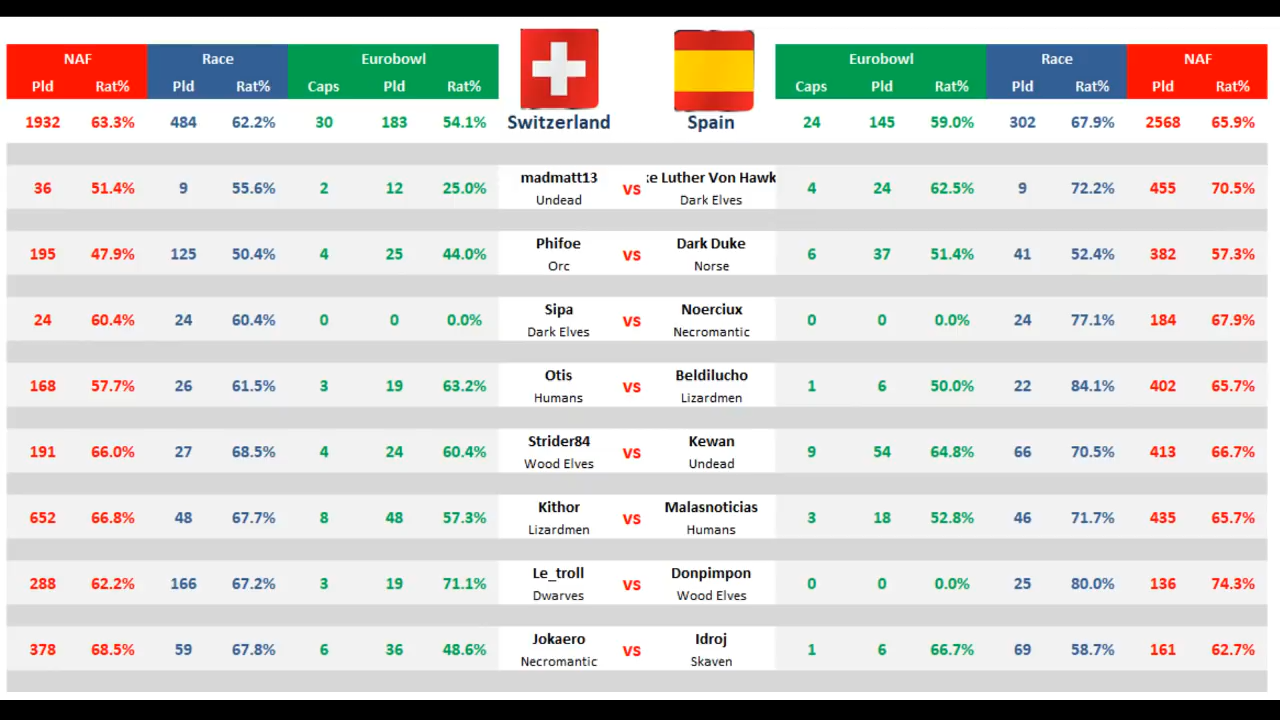 NAF Race Eurobowl Eurobowl Race NAF
Pld Rat% Pld Rat% Caps Pld Rat% Caps Pld Rat% Pld Rat% Pld Rat%
1932 63.3% 484 62.2% 30 183 54.1% Switzerland Spain 24 145 59.0% 302 67.9% 2568 65.9%
madmatt13 Luther Von Hawk
36 51.4% 9 55.6% 2 12 25.0% vs 4 24 62.5% 9 72.2% 455 70.5%
Undead Dark Elves
Phifoe Dark Duke
195 47.9% 125 50.4% 4 25 44.0% vs 6 37 51.4% 41 52.4% 382 57.3%
Orc Norse
Sipa Noerciux
24 60.4% 24 60.4% 0 0 0.0% vs 0 0 0.0% 24 77.1% 184 67.9%
Dark Elves Necromantic
Otis Beldilucho
168 57.7% 26 61.5% 3 19 63.2% vs 1 6 50.0% 22 84.1% 402 65.7%
Humans Lizardmen
Strider84 Kewan
191 66.0% 27 68.5% 4 24 60.4% vs 9 54 64.8% 66 70.5% 413 66.7%
Wood Elves Undead
Kithor Malasnoticias
652 66.8% 48 67.7% 8 48 57.3% vs 3 18 52.8% 46 71.7% 435 65.7%
Lizardmen Humans
Le_troll Donpimpon
288 62.2% 166 67.2% 3 19 71.1% vs 0 0 0.0% 25 80.0% 136 74.3%
Dwarves Wood Elves
Jokaero Idroj
378 68.5% 59 67.8% 6 36 48.6% vs 1 6 66.7% 69 58.7% 161 62.7%
Necromantic Skaven